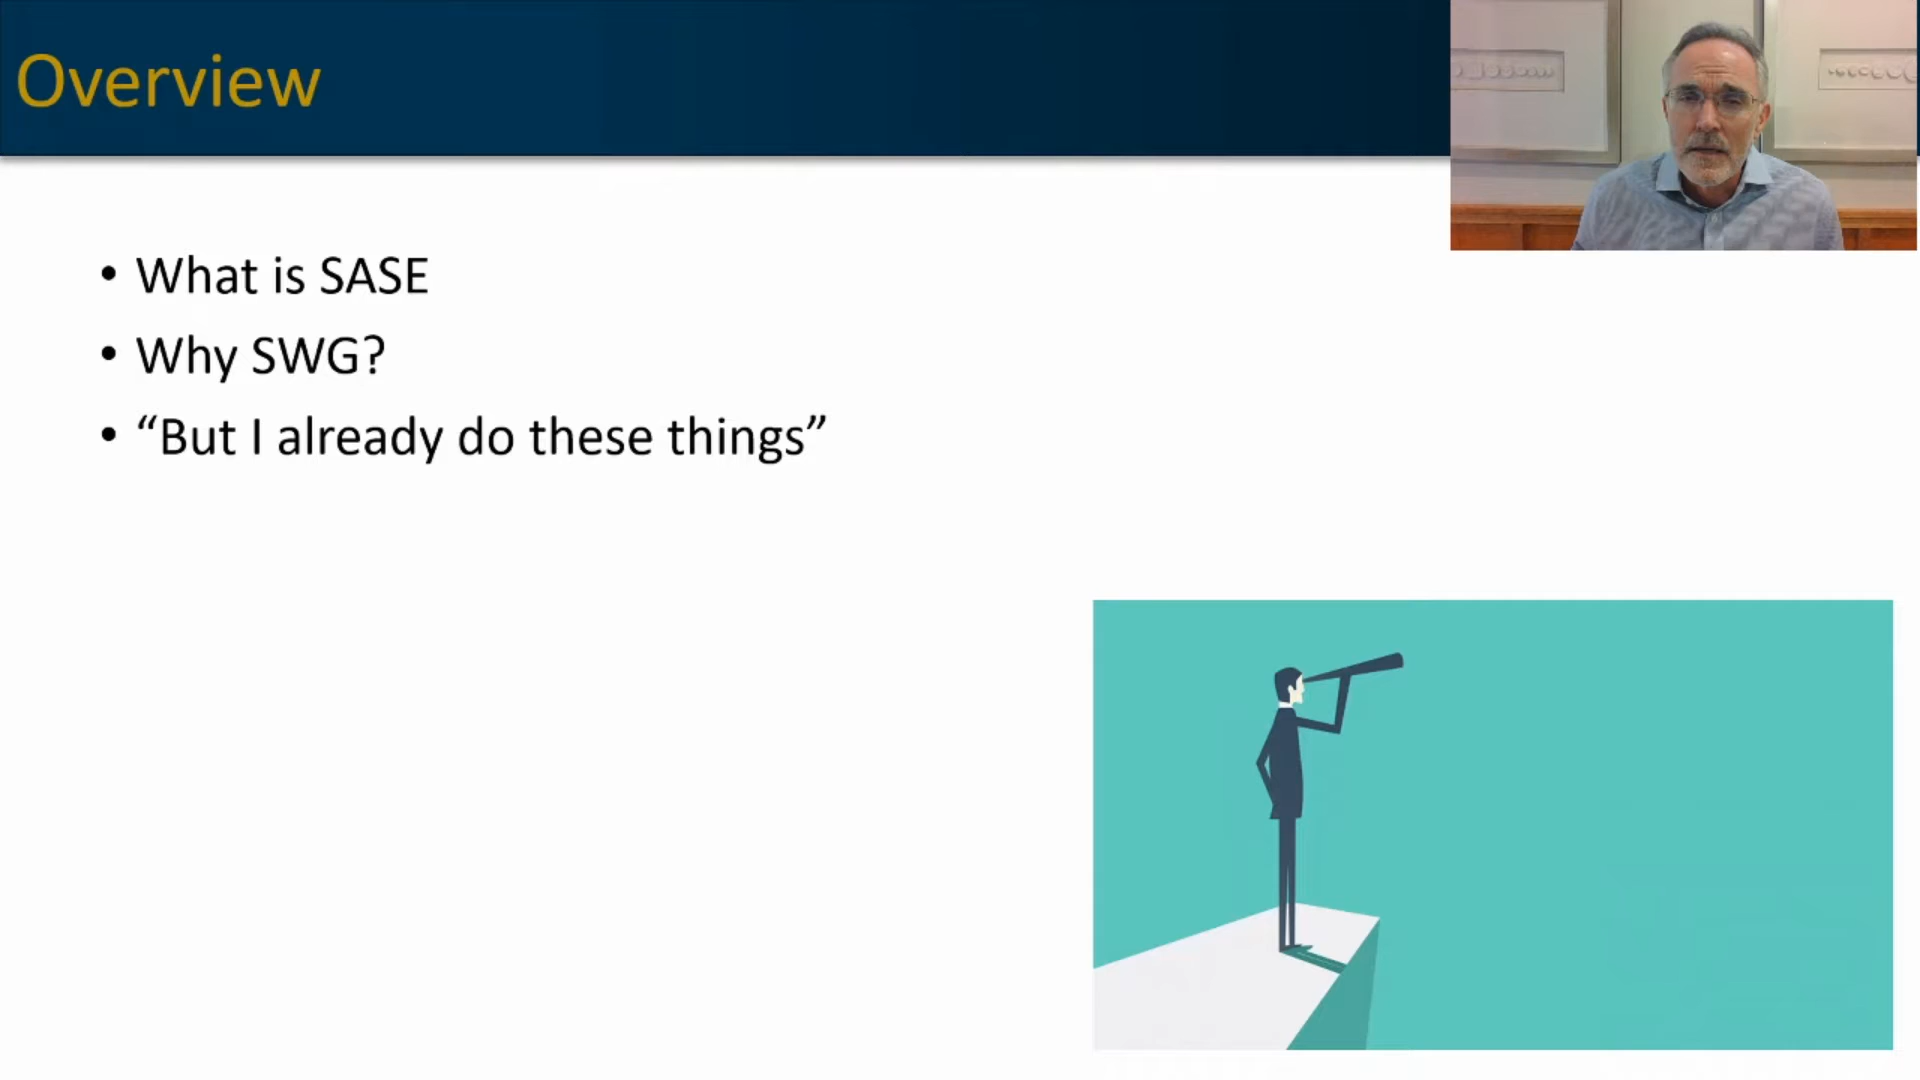 Overview
• What is SASE
• Why SWG?
• “But I already do these things”